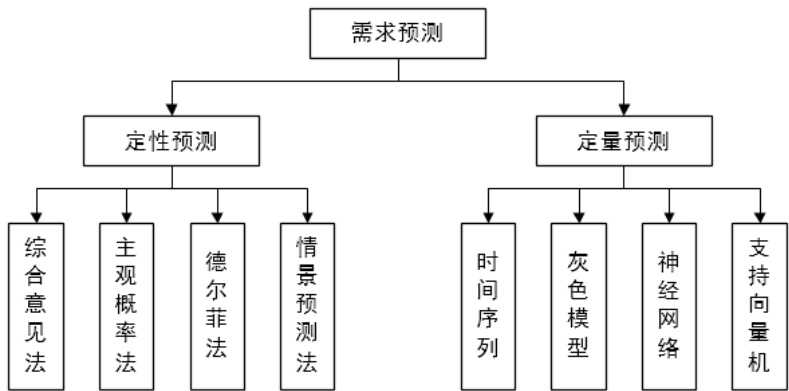 需求预测
定性预测
定量预测
综合意见法
主观概率法
德尔菲法
情景预测法
时间序列
灰色模型
神经网络
支持向量机